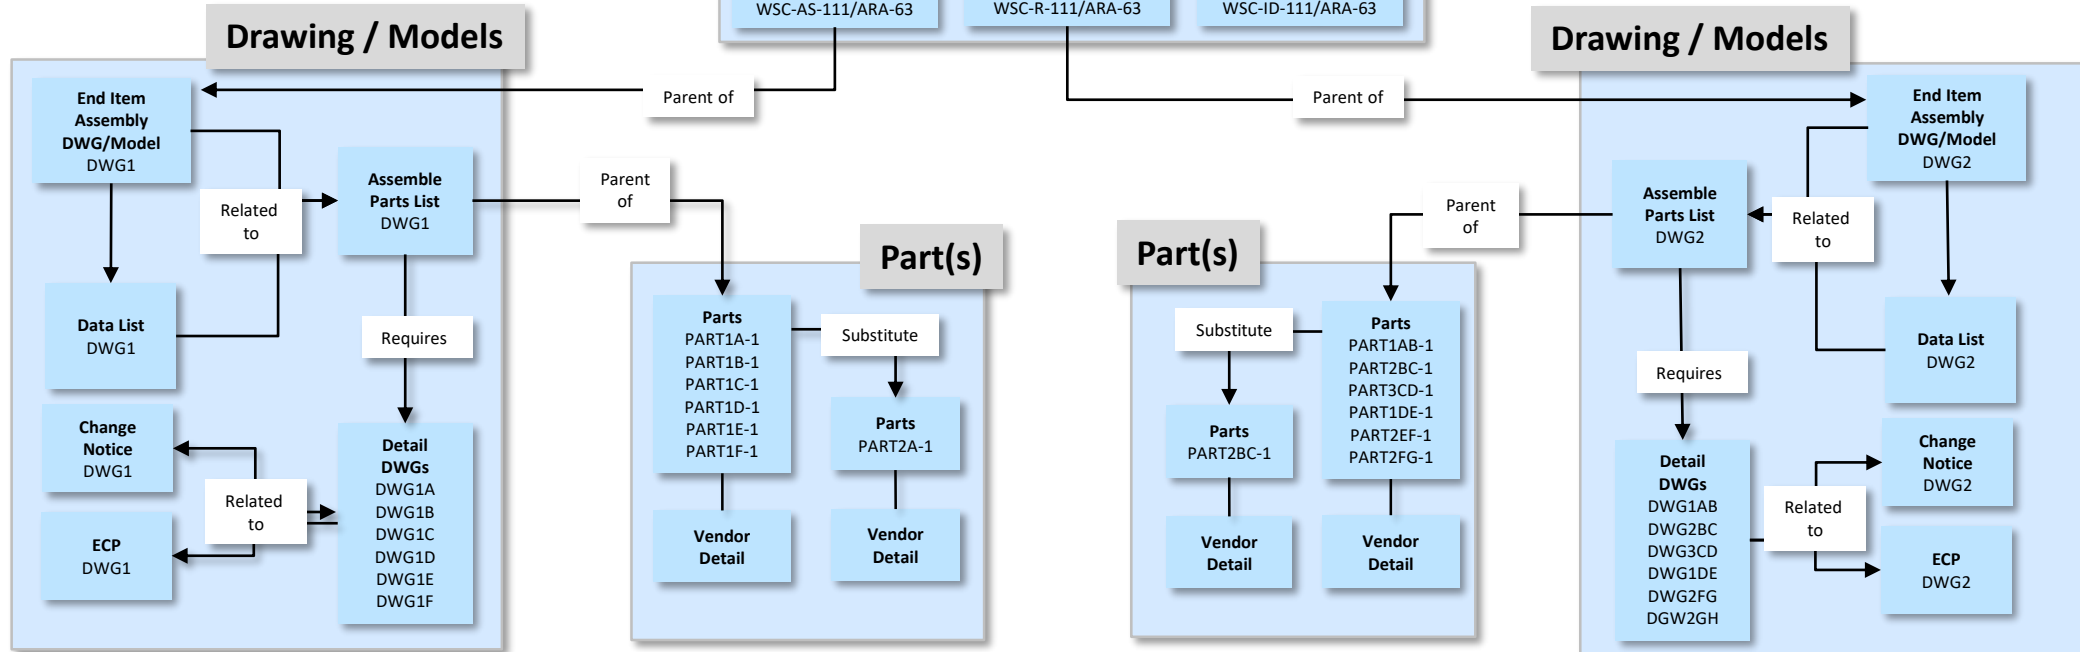 WSC-AS-111/ARA-63
WSC-R-111/ARA-63
WSC-ID-111/ARA-63
Drawing / Models
End Item
Assembly
DWG/Model
DWG1
Related
to
Assemble
Parts List
DWG1
Data List
DWG1
Requires
Change
Notice
DWG1
Related
to
ECP
DWG1
Detail
DWGs
DWG1A
DWG1B
DWG1C
DWG1D
DWG1E
DWG1F
Parent of
Parent
of
Part(s)
Parts
PART1A-1
PART1B-1
PART1C-1
PART1D-1
PART1E-1
PART1F-1
Substitute
Parts
PART2A-1
Vendor
Detail
Vendor
Detail
Parent of
Parent
of
Part(s)
Substitute
Parts
PART1AB-1
PART2BC-1
PART3CD-1
PART1DE-1
PART2EF-1
PART2FG-1
Parts
PART2BC-1
Vendor
Detail
Vendor
Detail
Drawing / Models
End Item
Assembly
DWG/Model
DWG2
Assemble
Parts List
DWG2
Related
to
Data List
DWG2
Requires
Detail
DWGs
DWG1AB
DWG2BC
DWG3CD
DWG1DE
DWG2FG
DGW2GH
Related
to
Change
Notice
DWG2
ECP
DWG2